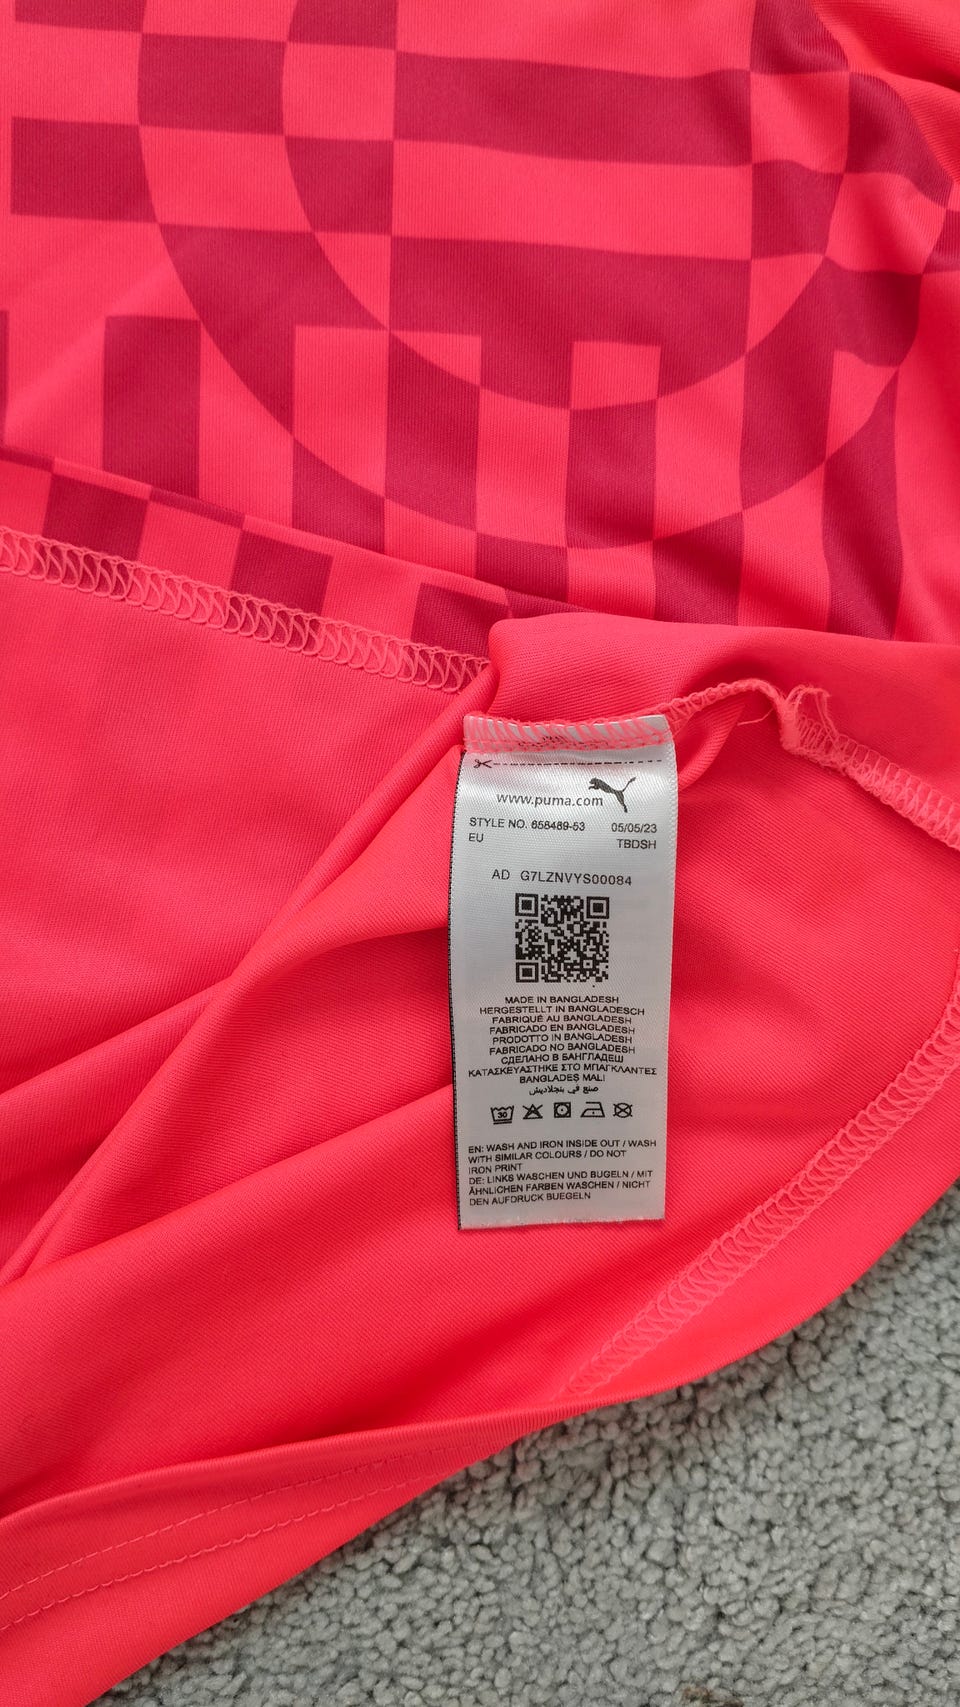 www.puma.com
STYLE NO. 658489-53 05/05/23
EU TBDSH
AD G7LZNVYS00084
MADE IN BANGLADESH
HERGESTELLT IN BANGLADESCH
FABRIQUÉ AU BANGLADESH
FABRICADO EN BANGLADESH
PRODOTTO IN BANGLADESH
FABRICADO NO BANGLADESH
СДЕЛАНО В БАНГЛАДЕШ
ΚΑΤΑΣΚΕΥΑΣΤΗΚΕ ΣΤΟ ΜΠΑΓΚΛΑΝΤΕΣ
BANGLADEŞ MALI
صنع في بنجلاديش
30
EN: WASH AND IRON INSIDE OUT / WASH
WITH SIMILAR COLOURS / DO NOT
IRON PRINT
DE: LINKS WASCHEN UND BUGELN / MIT
ÄHNLICHEN FARBEN WASCHEN / NICHT
DEN AUFDRUCK BUEGELN